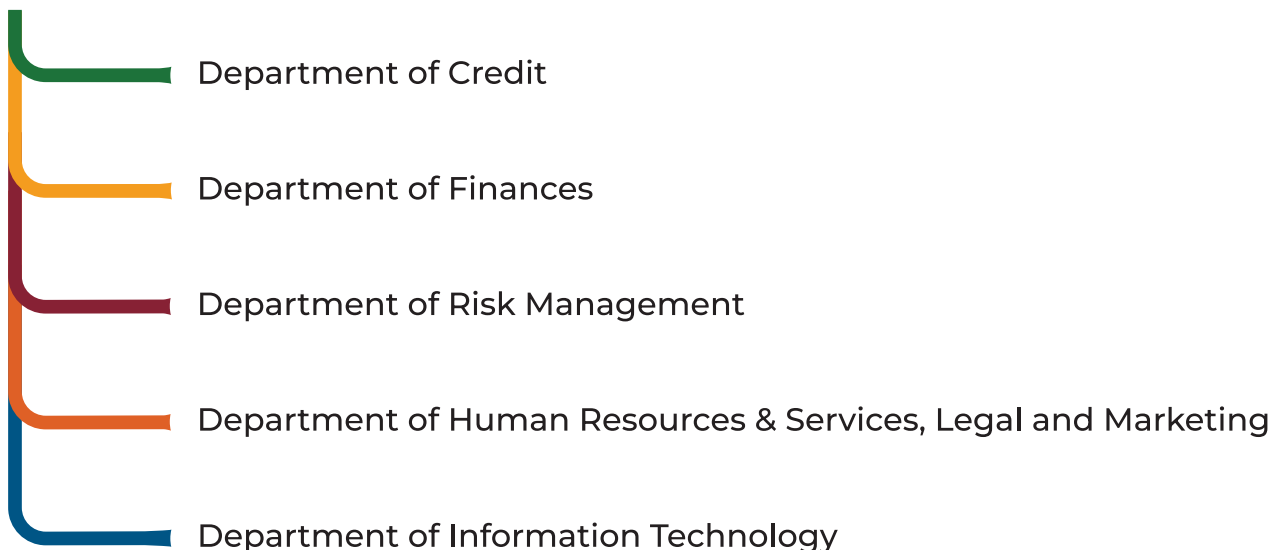 Department of Credit
Department of Finances
Department of Risk Management
Department of Human Resources & Services, Legal and Marketing
Department of Information Technology